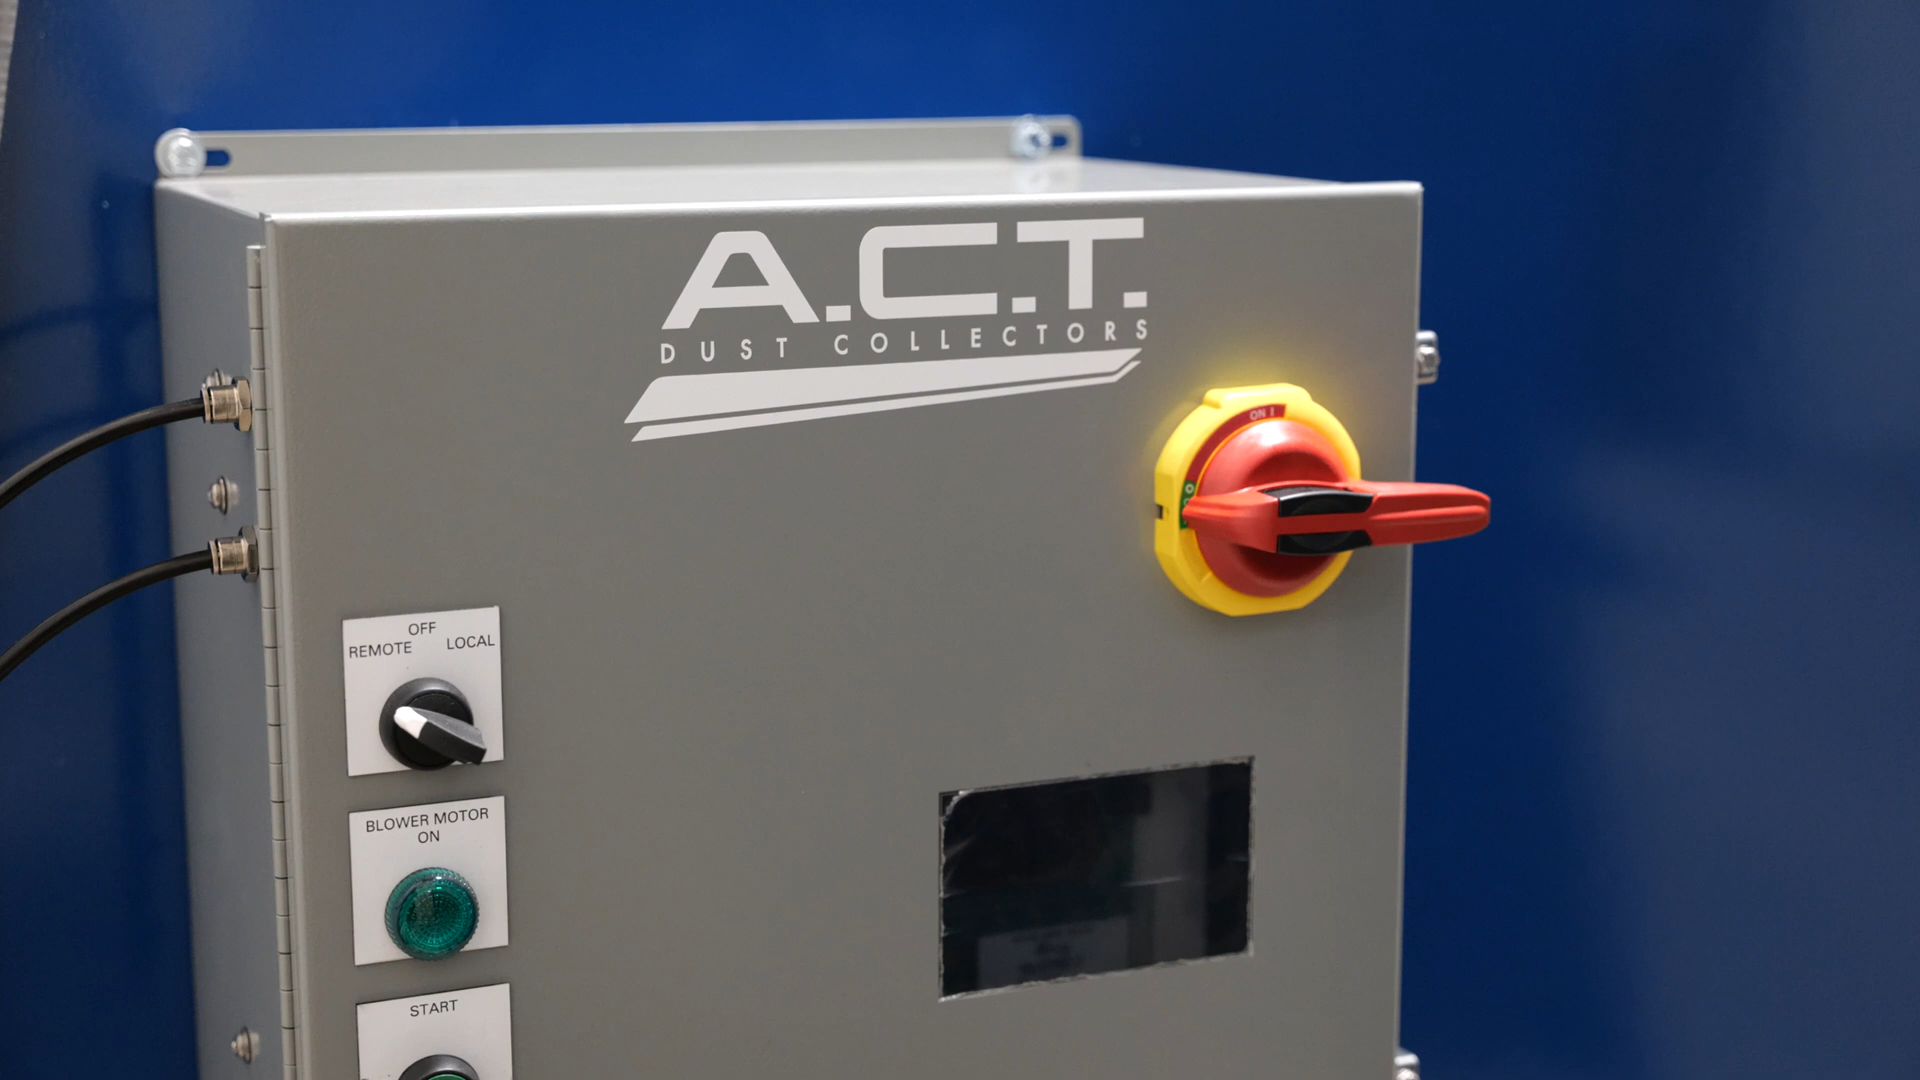 A.C.T.
DUST COLLECTORS
ON I
O
OFF
REMOTE LOCAL
BLOWER MOTOR
ON
START